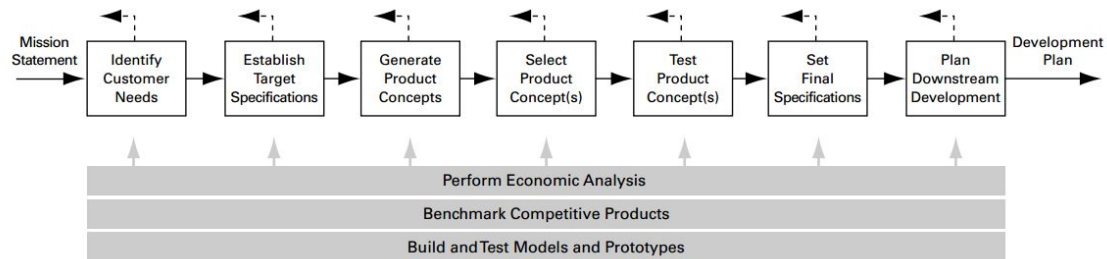 Mission
Statement
Identify
Customer
Needs
Establish
Target
Specifications
Generate
Product
Concepts
Select
Product
Concept(s)
Test
Product
Concept(s)
Set
Final
Specifications
Plan
Downstream
Development
Development
Plan
Perform Economic Analysis
Benchmark Competitive Products
Build and Test Models and Prototypes